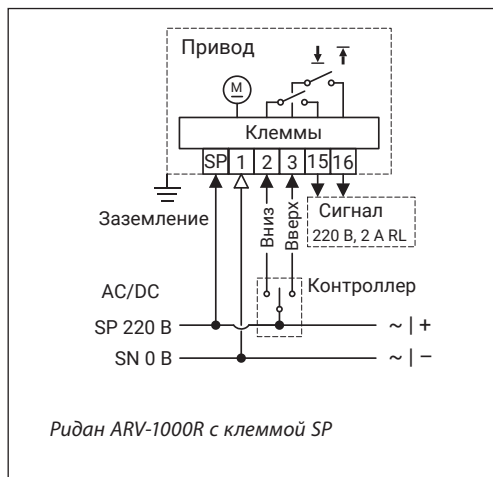 Привод
M
Клеммы
SP 1 2 3 15 16
Заземление
Вниз
Вверх
Сигнал
220 В, 2 A RL
Контроллер
AC/DC
SP 220 В ~ | +
SN 0 В ~ | −
Ридан ARV-1000R с клеммой SP